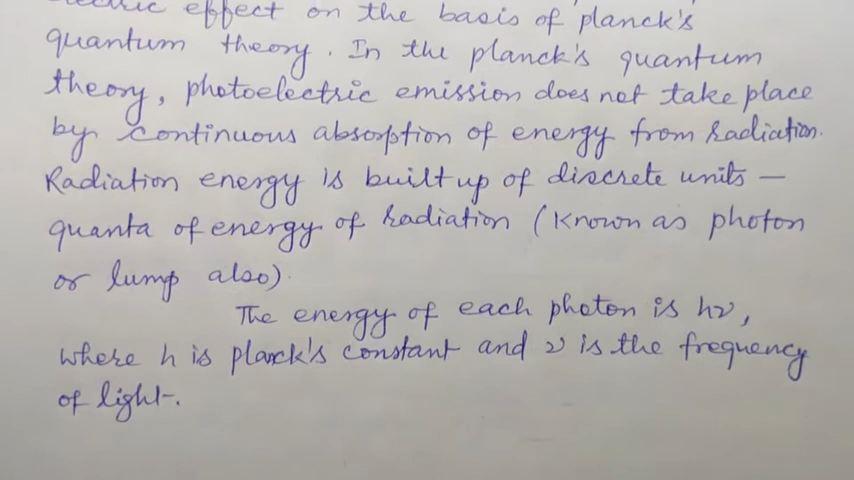 effect on the basis of planck's
quantum theory. In the planck's quantum
theory, photoelectric emission does not take place
by continuous absorption of energy from radiation.
Radiation energy is built up of discrete units —
quanta of energy of radiation (Known as photon
or lump also).
The energy of each photon is hν,
where h is planck's constant and ν is the frequency
of light.